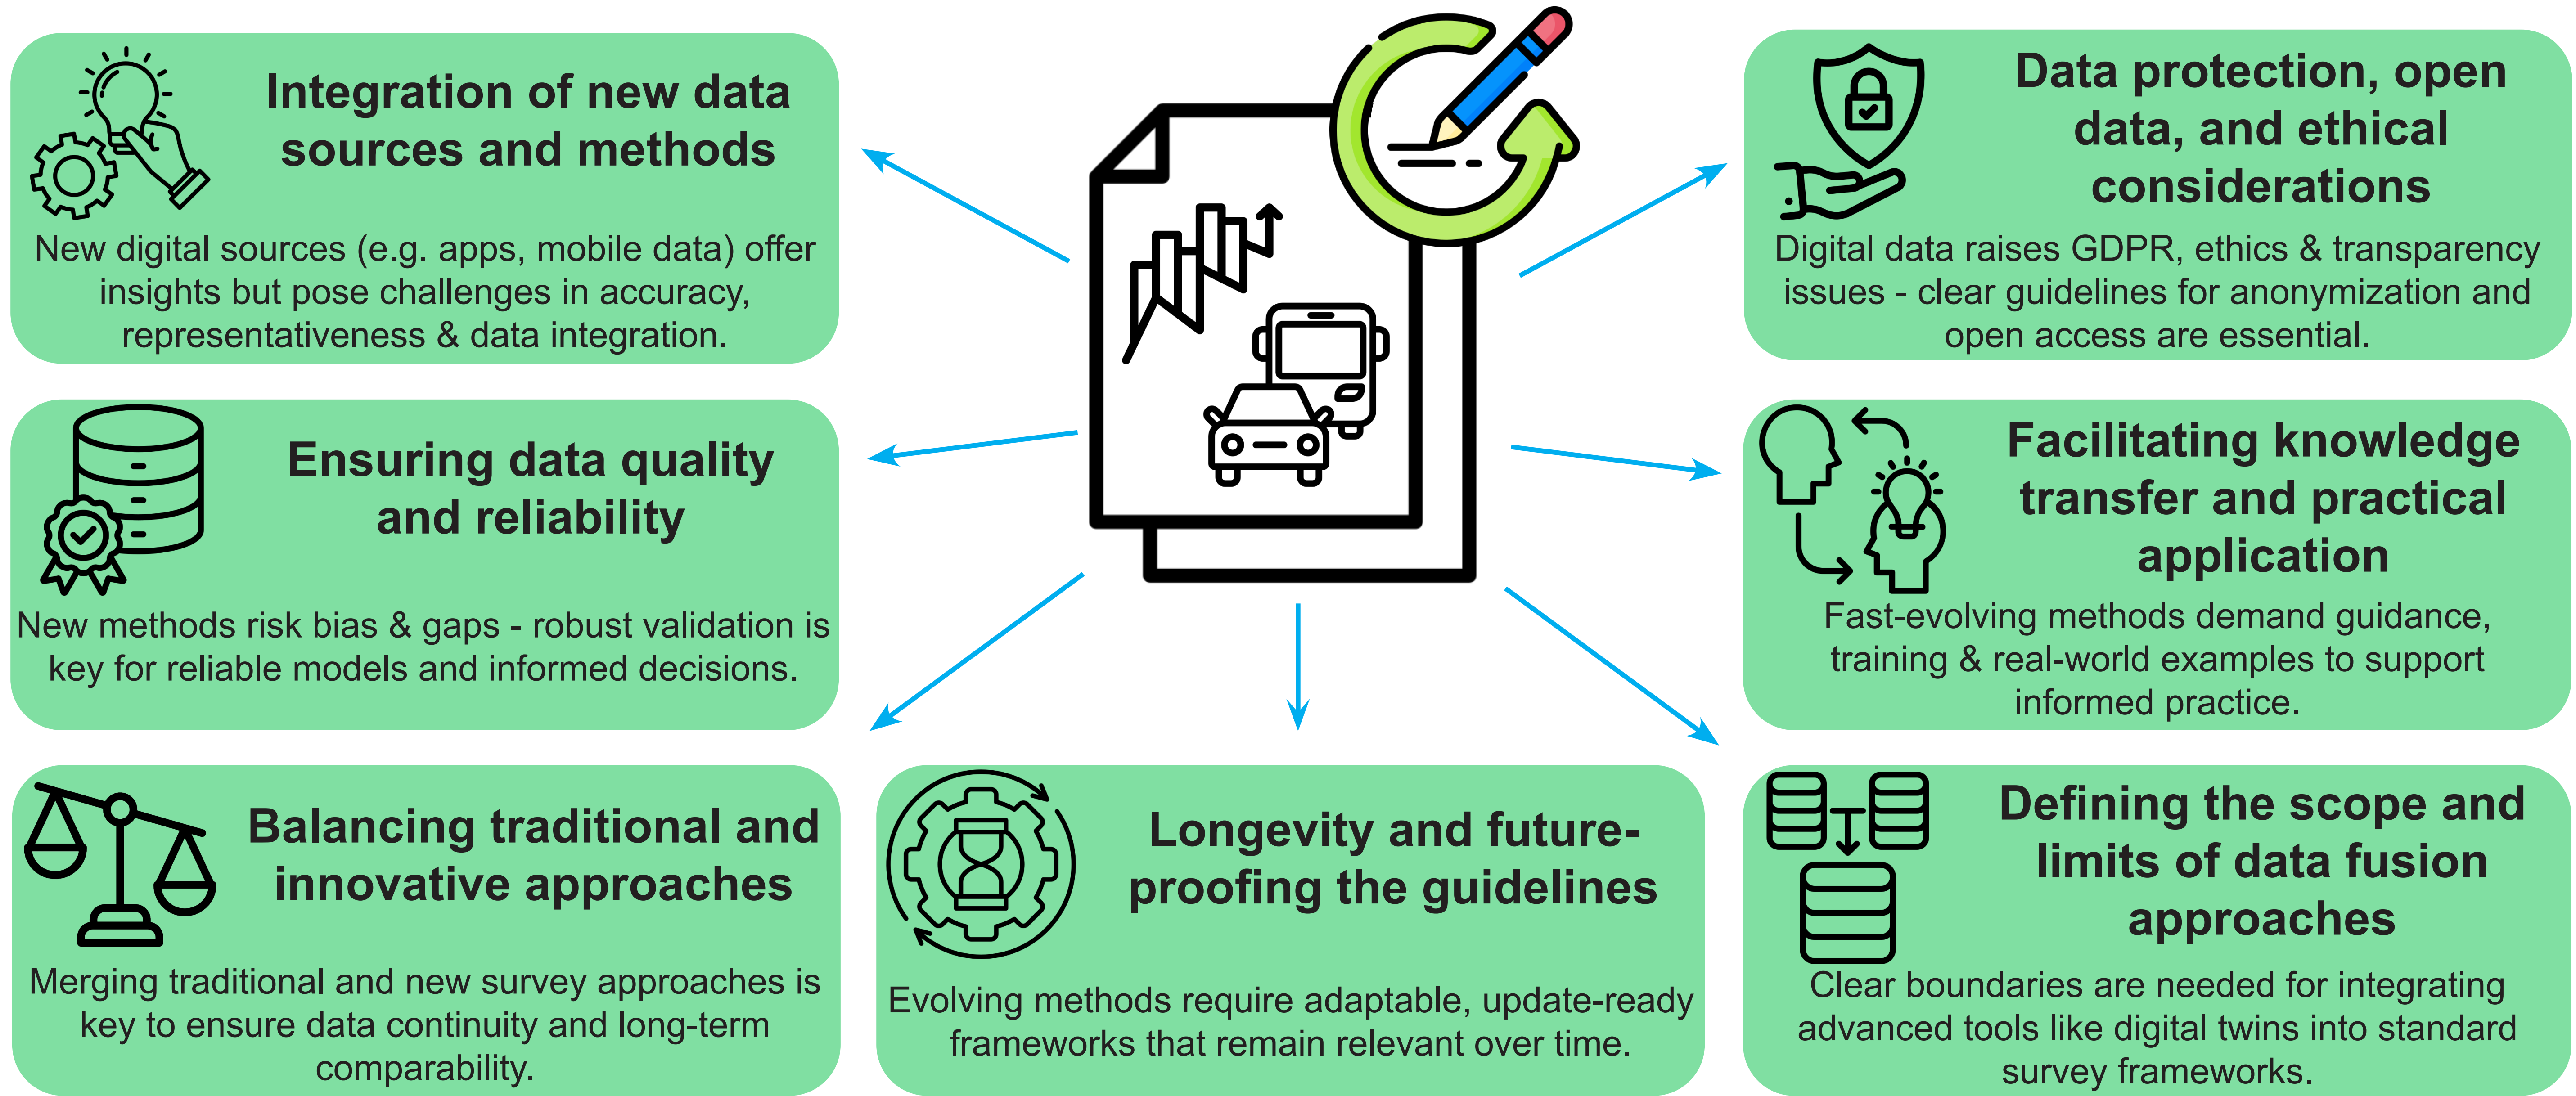 Integration of new data
sources and methods
New digital sources (e.g. apps, mobile data) offer
insights but pose challenges in accuracy,
representativeness & data integration.
Ensuring data quality
and reliability
New methods risk bias & gaps - robust validation is
key for reliable models and informed decisions.
Balancing traditional and
innovative approaches
Merging traditional and new survey approaches is
key to ensure data continuity and long-term
comparability.
Longevity and future-
proofing the guidelines
Evolving methods require adaptable, update-ready
frameworks that remain relevant over time.
Data protection, open
data, and ethical
considerations
Digital data raises GDPR, ethics & transparency
issues - clear guidelines for anonymization and
open access are essential.
Facilitating knowledge
transfer and practical
application
Fast-evolving methods demand guidance,
training & real-world examples to support
informed practice.
Defining the scope and
limits of data fusion
approaches
Clear boundaries are needed for integrating
advanced tools like digital twins into standard
survey frameworks.